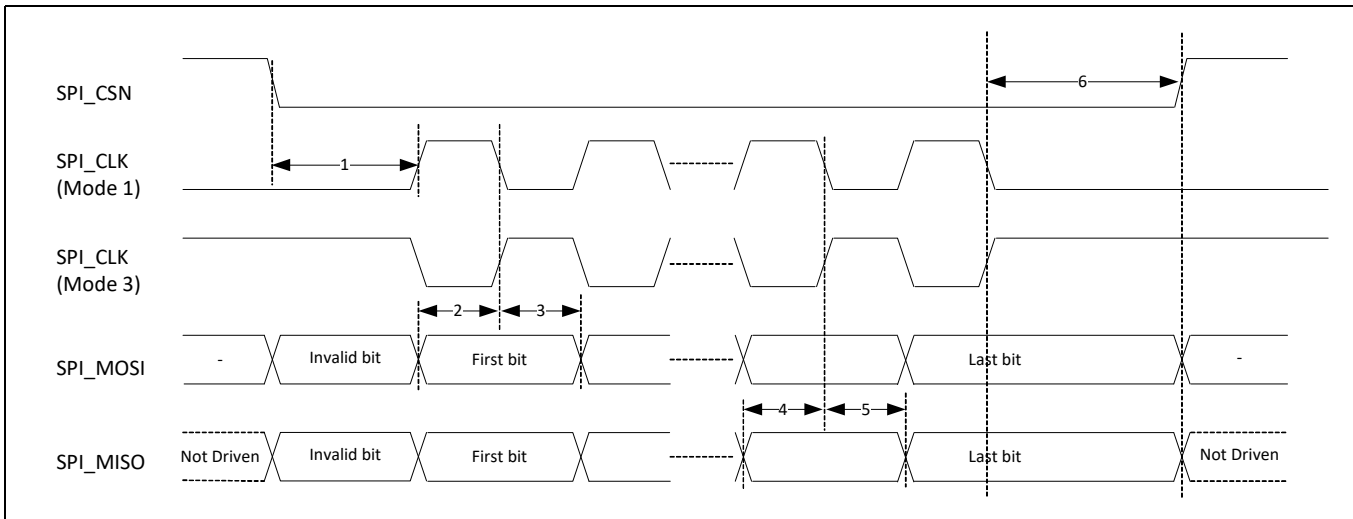 SPI_CSN
6
SPI_CLK
(Mode 1)
1
SPI_CLK
(Mode 3)
2
3
SPI_MOSI
-
Invalid bit
First bit
Last bit
-
4
5
SPI_MISO
Not Driven
Invalid bit
First bit
Last bit
Not Driven